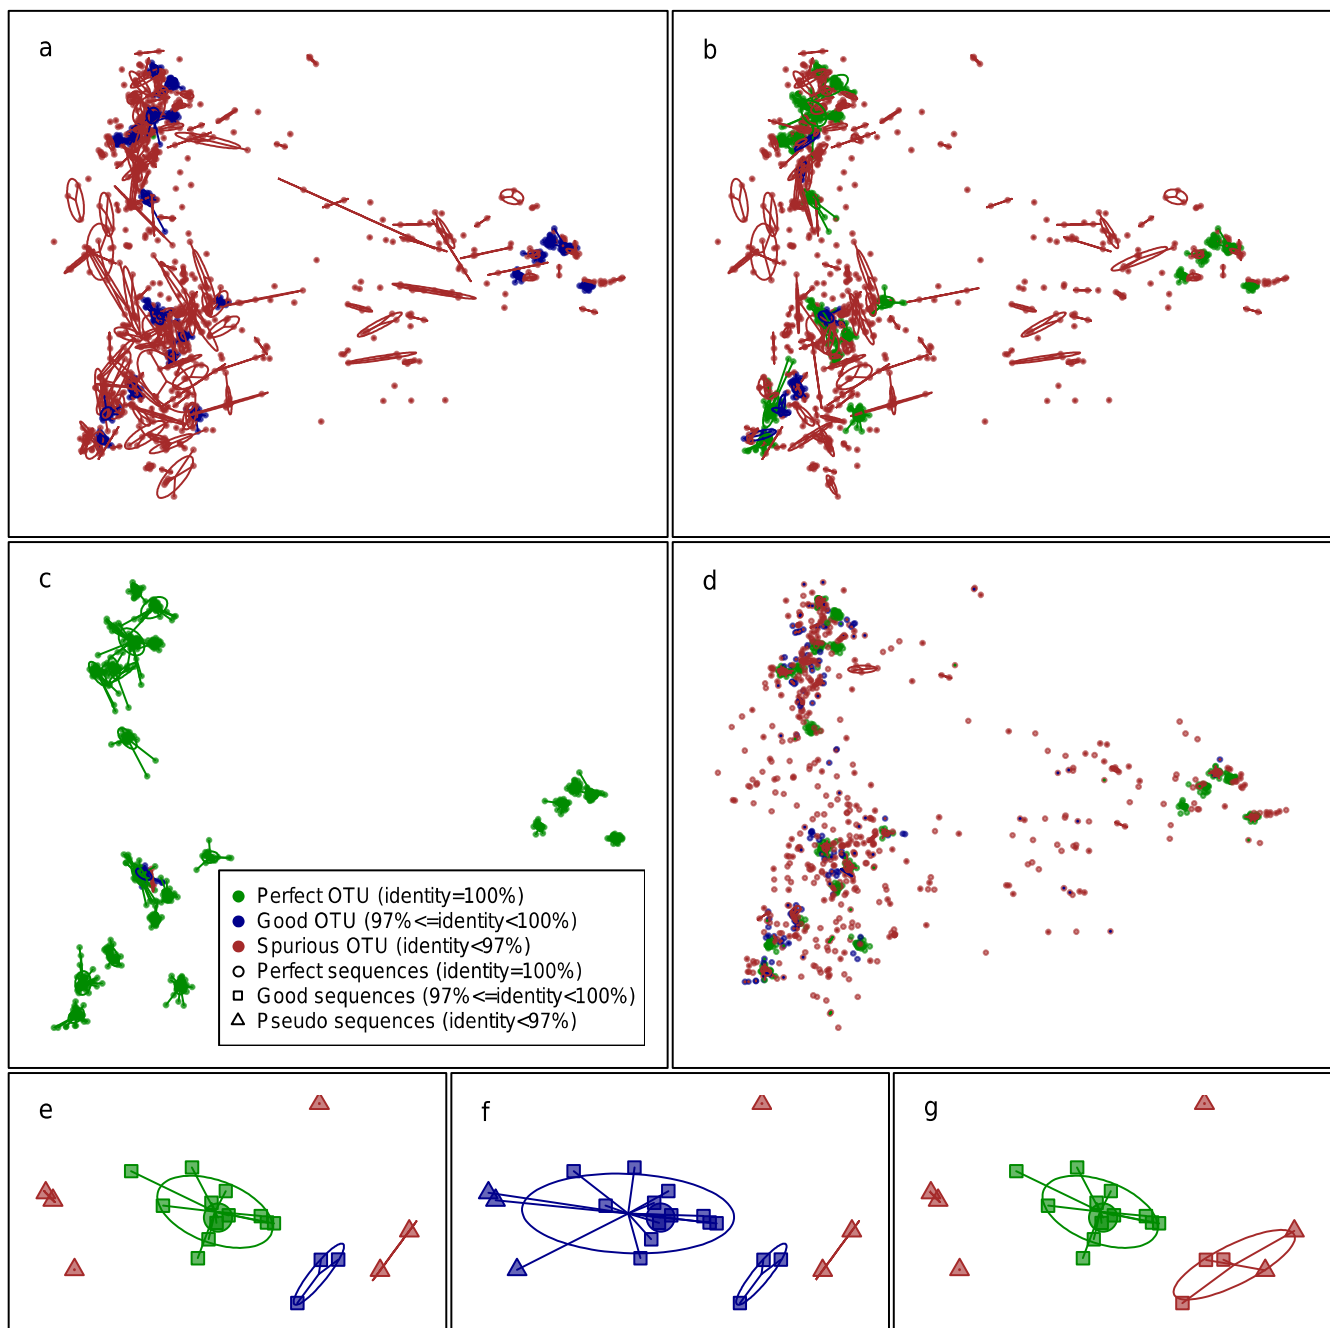 a
b
c
d
Perfect OTU (identity=100%)
Good OTU (97%<=identity<100%)
Spurious OTU (identity<97%)
Perfect sequences (identity=100%)
Good sequences (97%<=identity<100%)
Pseudo sequences (identity<97%)
e
f
g